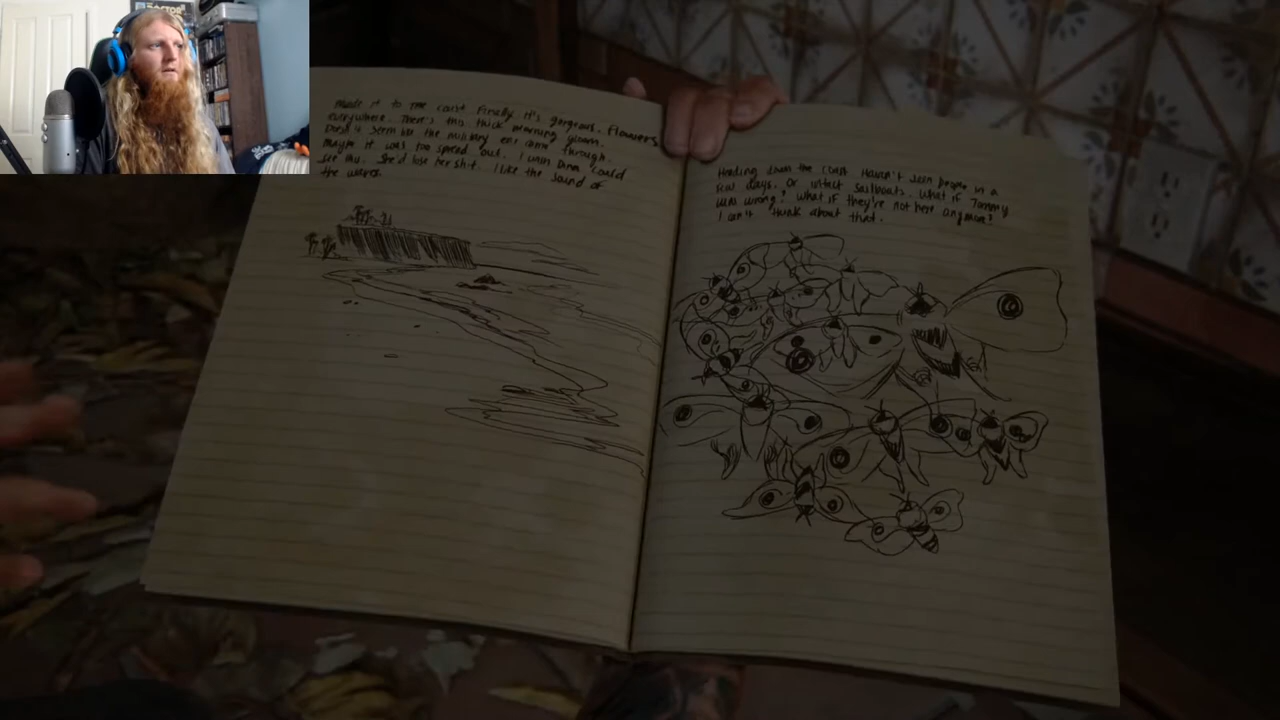 DOCTOR
Made it to the coast finally. It's gorgeous. Flowers
everywhere. There's this thick morning gloom.
Doesn't seem like the military ever came through.
Maybe it was too spread out. I wish Dina could
see this. She'd lose her shit. I like the sound of
the waves.
Heading down the coast. Haven't seen people in a
few days. Or intact sailboats. What if Tommy
was wrong? What if they're not here anymore?
I can't think about that.